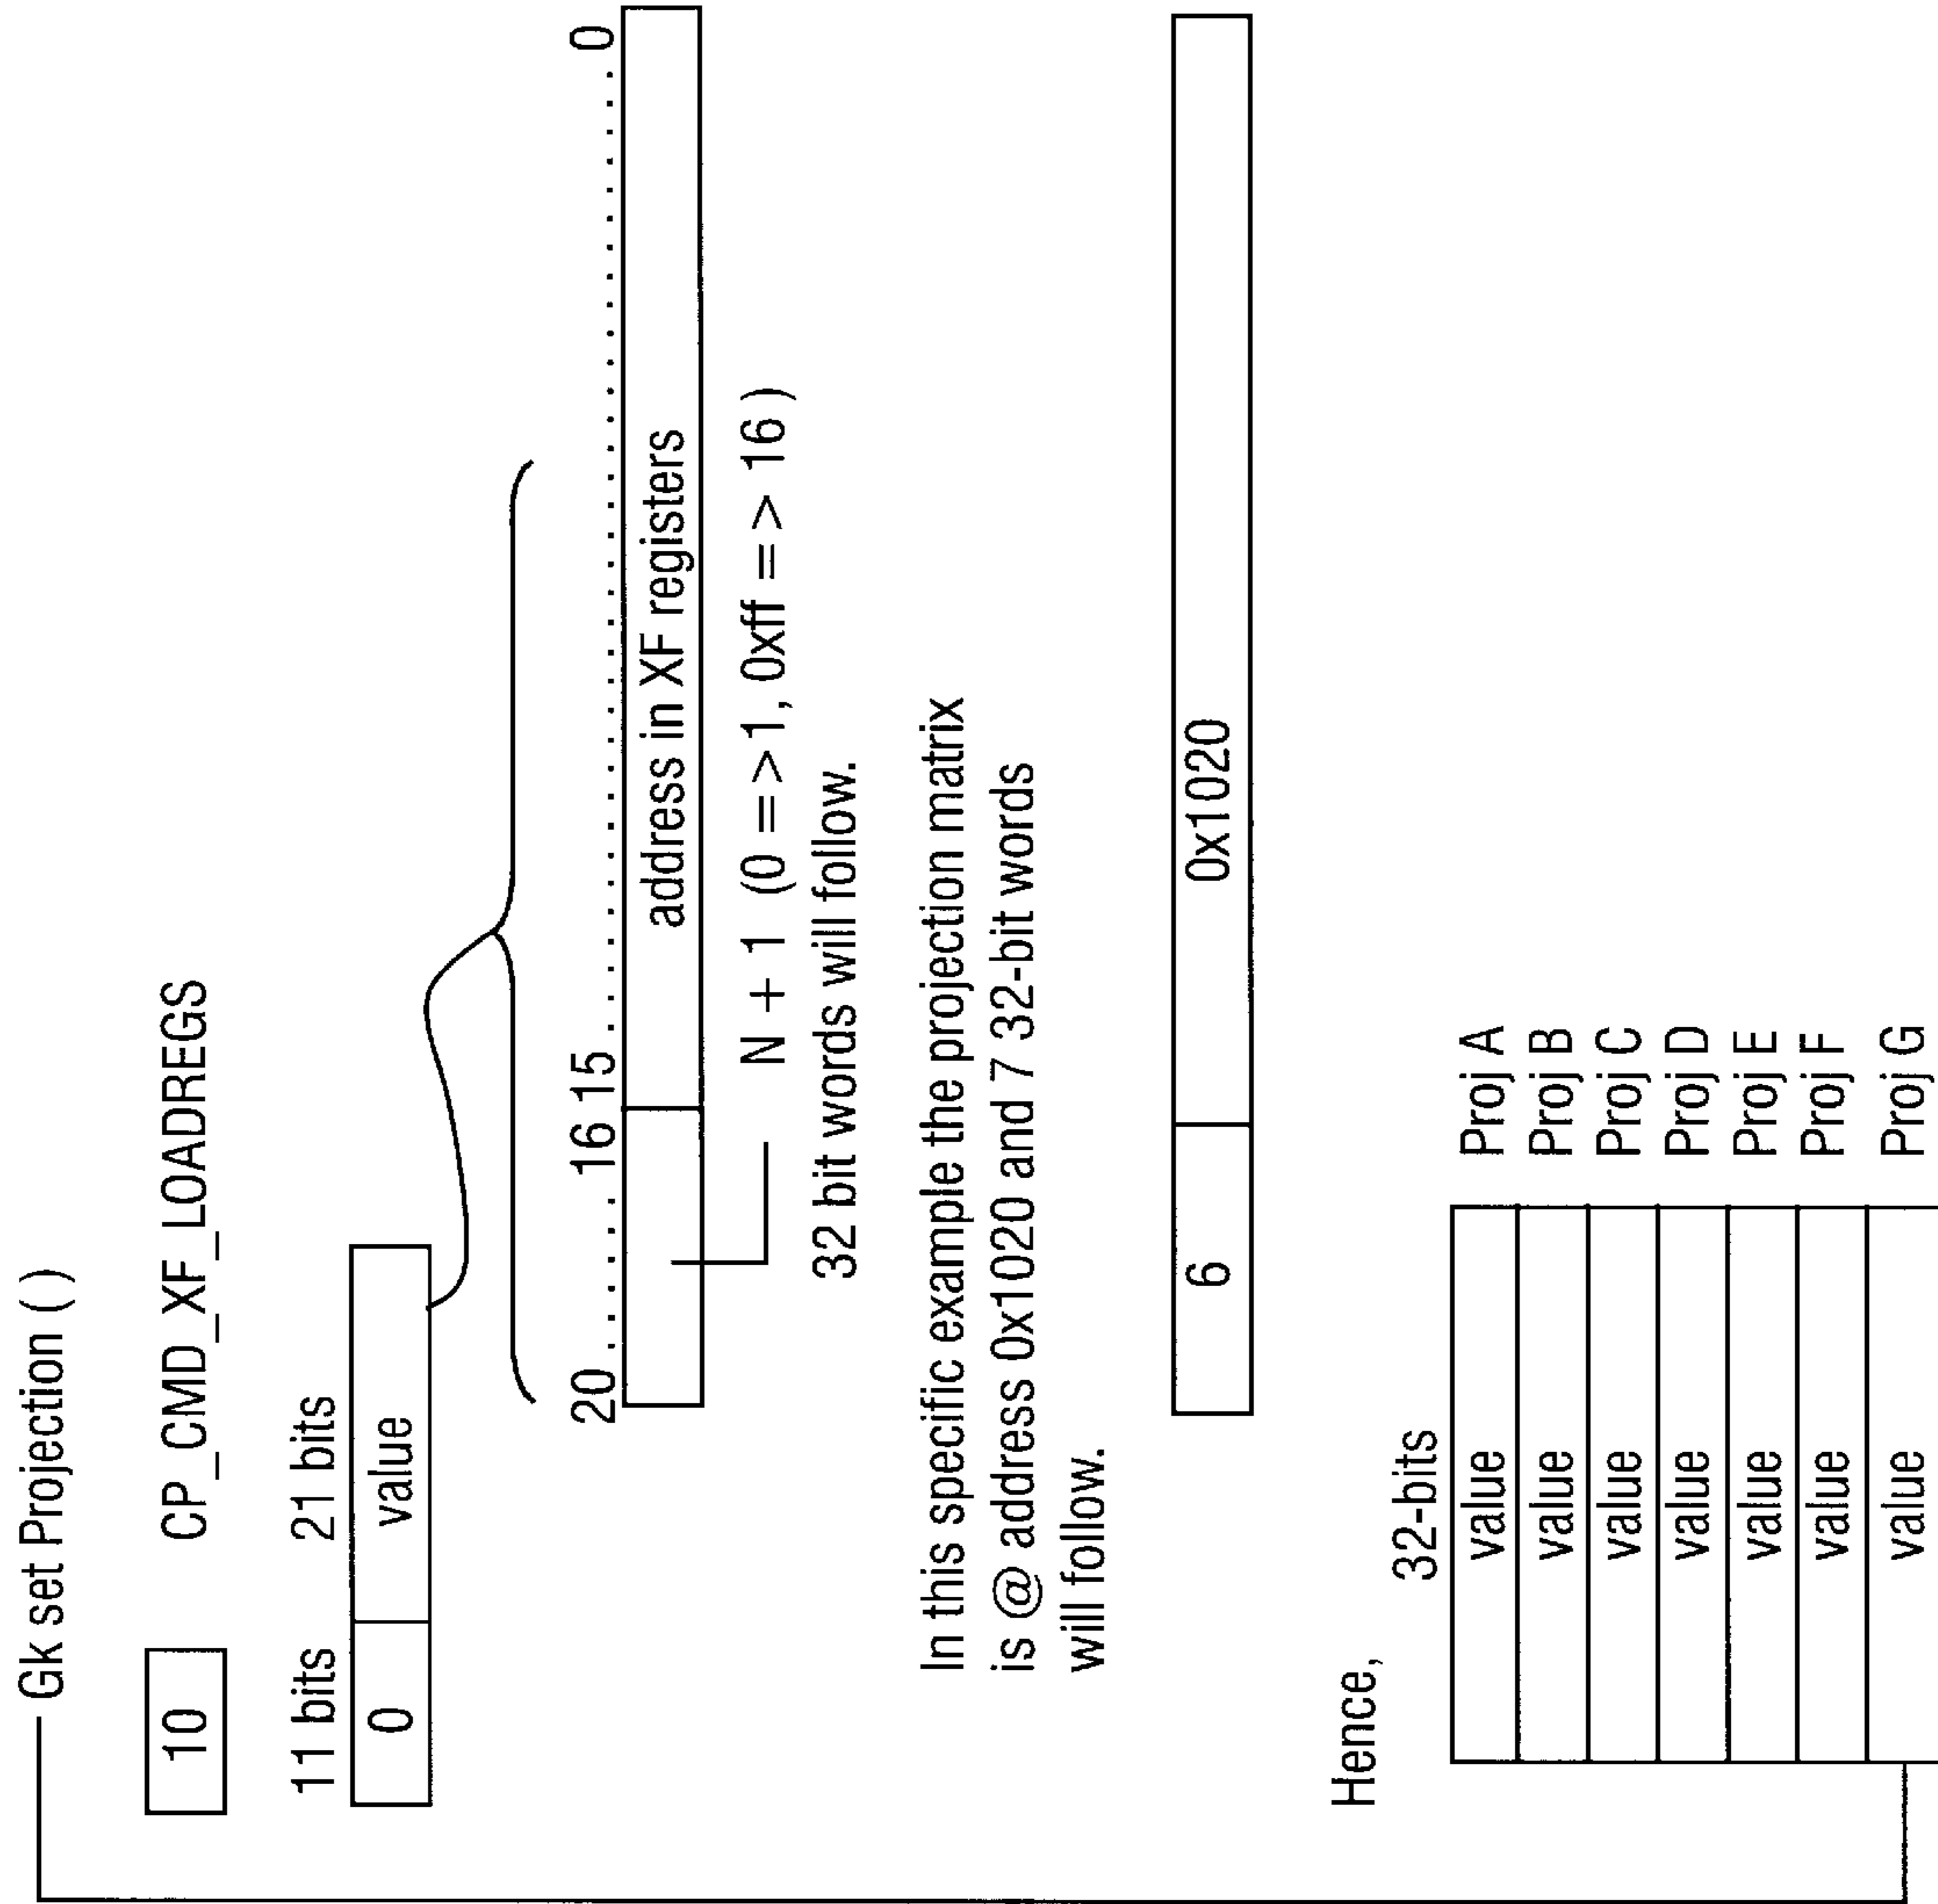 Gk set Projection ( )
10 CP_CMD_XF_LOADREGS
11 bits 21 bits
0 value
20 . . . . . . 16 15 . . . . . . . . . . . . . . . . . . . . . . . . . . . . . . . . . . 0
address in XF registers
N + 1 (0 = > 1, 0xff = > 16 )
32 bit words will follow.
In this specific example the projection matrix
is @ address 0x1020 and 7 32-bit words
will follow.
6 0x1020
Hence,
32-bits
value Proj A
value Proj B
value Proj C
value Proj D
value Proj E
value Proj F
value Proj G